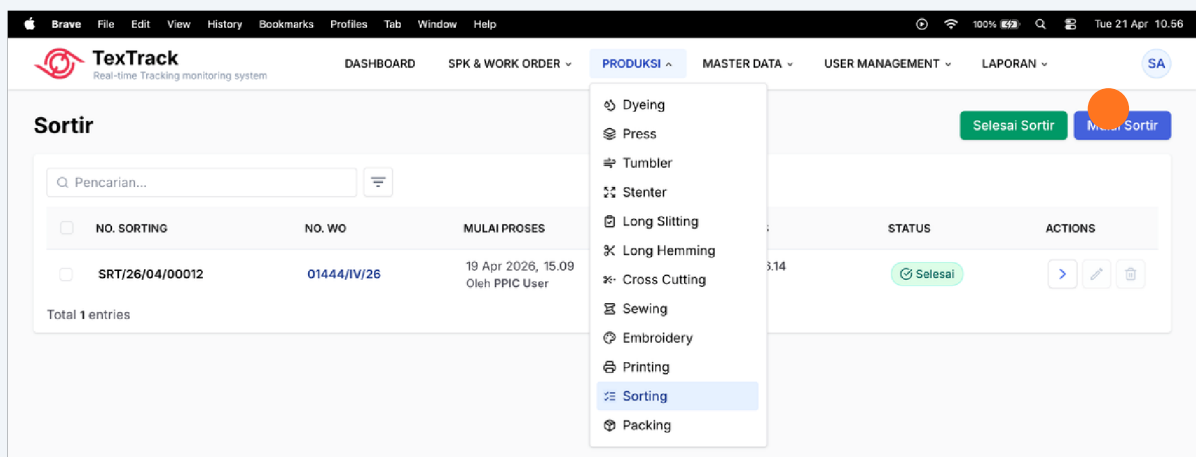 Brave File Edit View History Bookmarks Profiles Tab Window Help 100% Tue 21 Apr 10.56
TexTrack
Real-time Tracking monitoring system
DASHBOARD SPK & WORK ORDER PRODUKSI MASTER DATA USER MANAGEMENT LAPORAN SA
Sortir
Selesai Sortir
Sortir
Pencarian...
NO. SORTING NO. WO MULAI PROSES STATUS ACTIONS
SRT/26/04/00012 01444/IV/26 19 Apr 2026, 15.09 Selesai
Oleh PPIC User
Total 1 entries
Dyeing
Press
Tumbler
Stenter
Long Slitting
Long Hemming
Cross Cutting
Sewing
Embroidery
Printing
Sorting
Packing